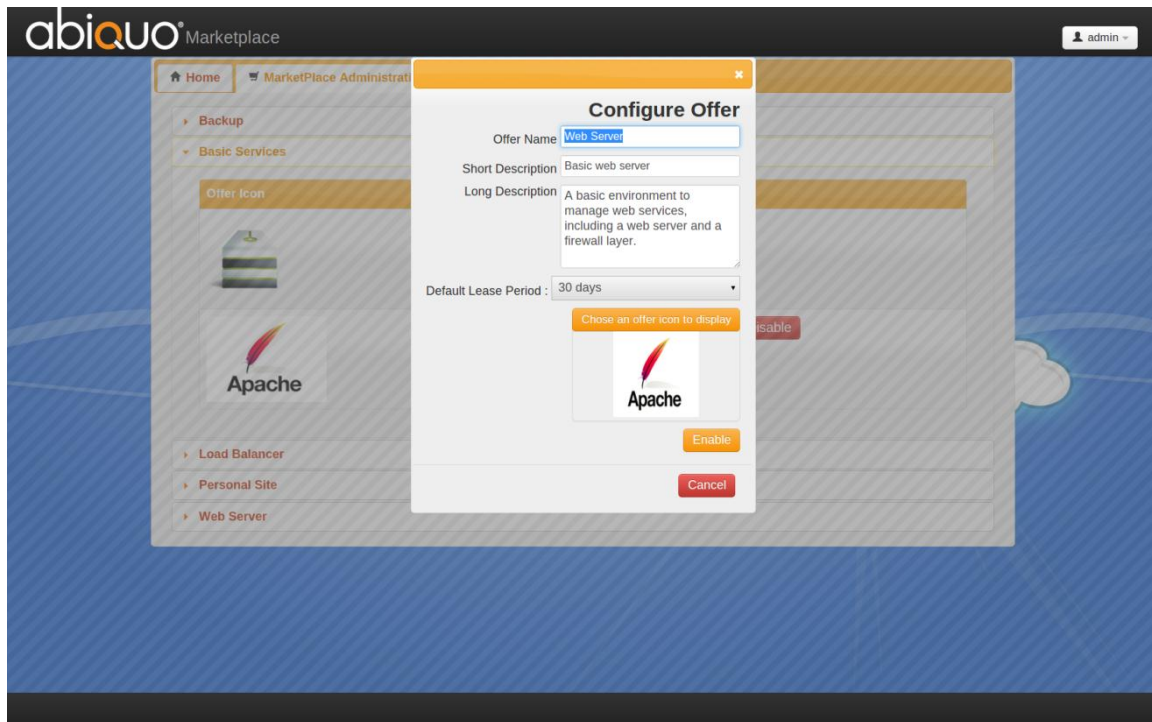 abiquo Marketplace
admin
Home
MarketPlace Administrati
Configure Offer
Backup
Offer Name Web Server
Basic Services
Short Description Basic web server
Long Description A basic environment to
manage web services,
including a web server and a
firewall layer.
Offer Icon
Default Lease Period : 30 days
Chose an offer icon to display
isable
Apache
Apache
Enable
Load Balancer
Personal Site
Cancel
Web Server